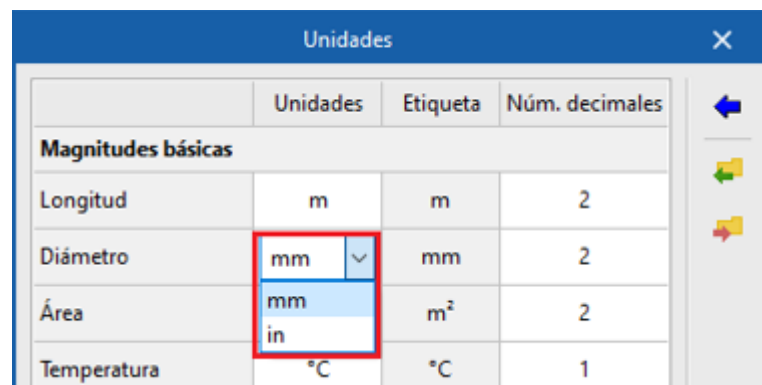 Unidades
Unidades Etiqueta Núm. decimales
Magnitudes básicas
Longitud m m 2
Diámetro mm mm 2
mm
Área m² 2
in
Temperatura °C °C 1